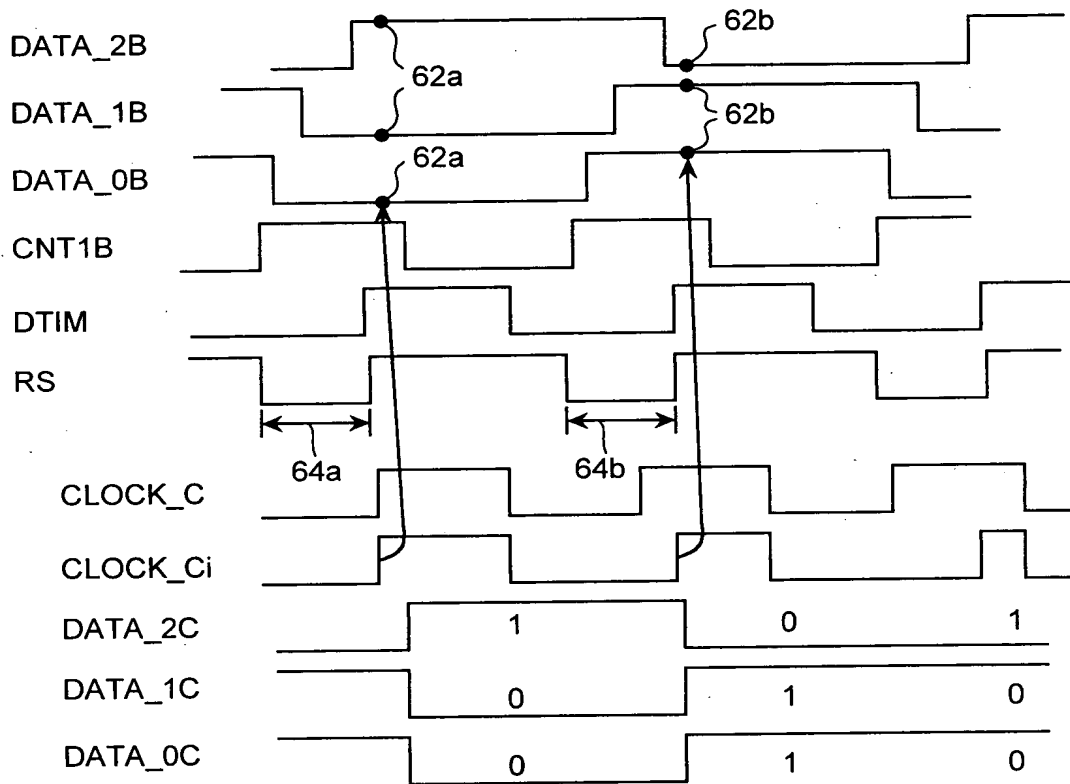 DATA_2B
62b
62a
DATA_1B
62b
62a
DATA_0B
CNT1B
DTIM
RS
64a
64b
CLOCK_C
CLOCK_Ci
DATA_2C 1 0 1
DATA_1C 0 1 0
DATA_0C 0 1 0